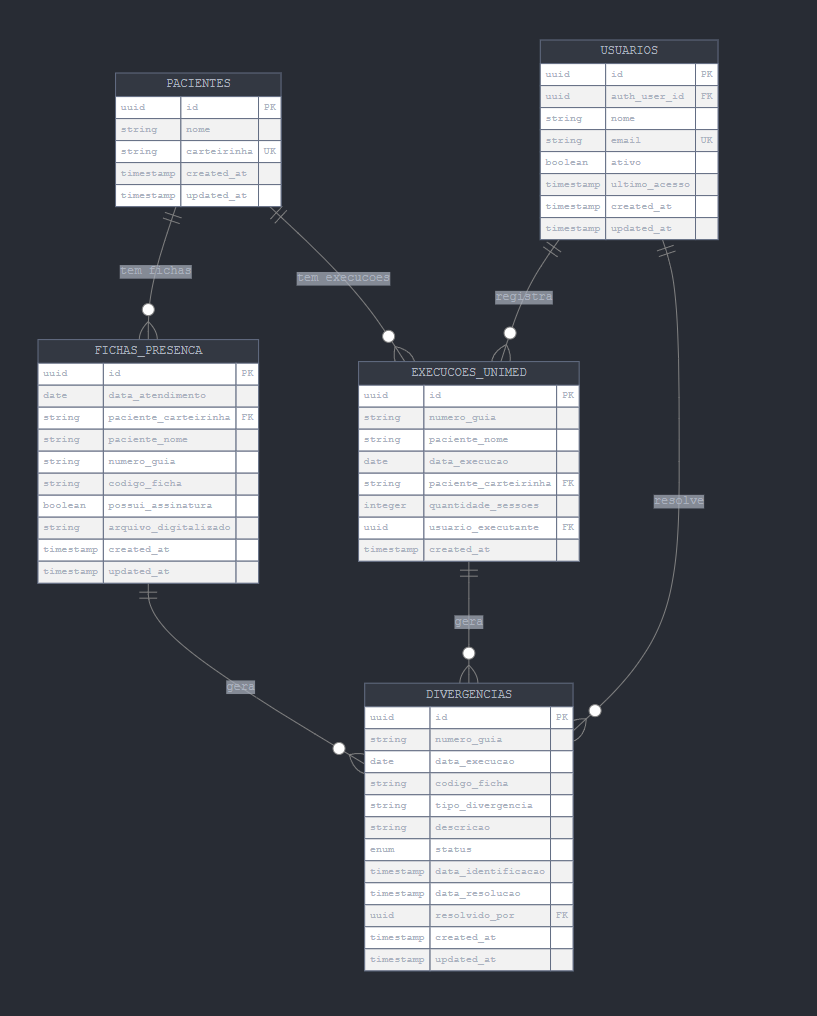 USUARIOS
uuid id PK
uuid auth_user_id FK
string nome
string email UK
boolean ativo
timestamp ultimo_acesso
timestamp created_at
timestamp updated_at
PACIENTES
uuid id PK
string nome
string carteirinha UK
timestamp created_at
timestamp updated_at
tem fichas
tem execucoes
registra
FICHAS_PRESENCA
uuid id PK
date data_atendimento
string paciente_carteirinha FK
string paciente_nome
string numero_guia
string codigo_ficha
boolean possui_assinatura
string arquivo_digitalizado
timestamp created_at
timestamp updated_at
EXECUCOES_UNIMED
uuid id PK
string numero_guia
string paciente_nome
date data_execucao
string paciente_carteirinha FK
integer quantidade_sessoes
uuid usuario_executante FK
timestamp created_at
resolve
gera
gera
DIVERGENCIAS
uuid id PK
string numero_guia
date data_execucao
string codigo_ficha
string tipo_divergencia
string descricao
enum status
timestamp data_identificacao
timestamp data_resolucao
uuid resolvido_por FK
timestamp created_at
timestamp updated_at